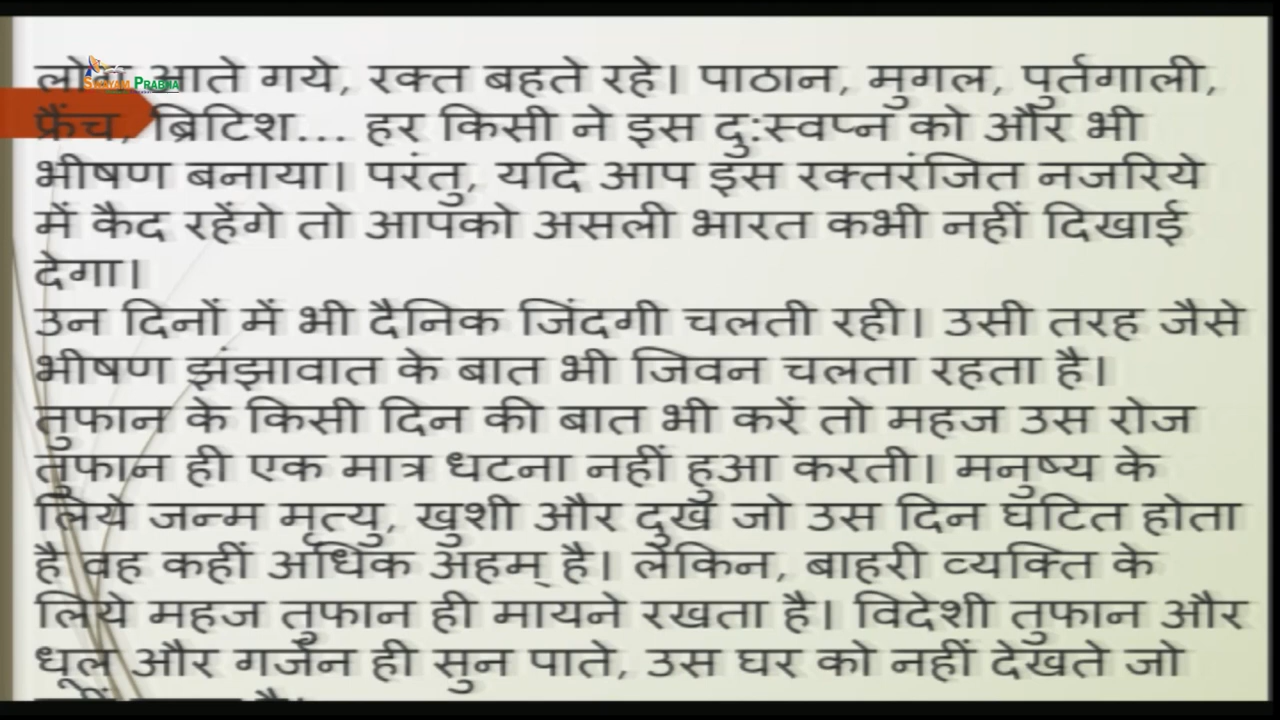 लोग आते गये, रक्त बहते रहे। पाठान, मुगल, पुर्तगाली,
SWAYAM PRABHA
फ्रैंच, ब्रिटिश... हर किसी ने इस दु:स्वप्न को और भी
भीषण बनाया। परंतु, यदि आप इस रक्तरंजित नजरिये
में कैद रहेंगे तो आपको असली भारत कभी नहीं दिखाई
देगा।
उन दिनों में भी दैनिक जिंदगी चलती रही। उसी तरह जैसे
भीषण झंझावात के बात भी जिवन चलता रहता है।
तुफान के किसी दिन की बात भी करें तो महज उस रोज
तुफान ही एक मात्र धटना नहीं हुआ करती। मनुष्य के
लिये जन्म मृत्यु, खुशी और दुख जो उस दिन घटित होता
है वह कहीं अधिक अहम् है। लेकिन, बाहरी व्यक्ति के
लिये महज तुफान ही मायने रखता है। विदेशी तुफान और
धूल और गर्जन ही सुन पाते, उस घर को नहीं देखते जो